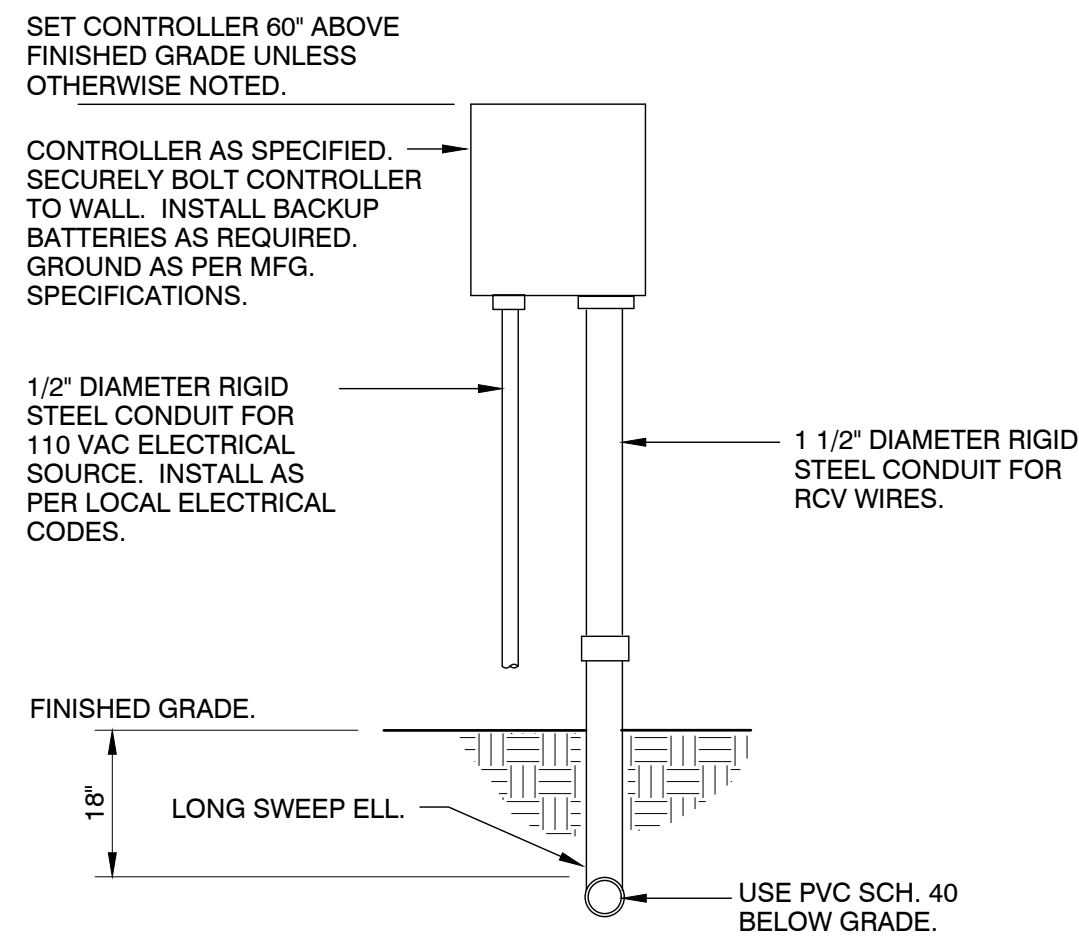 SET CONTROLLER 60" ABOVE
FINISHED GRADE UNLESS
OTHERWISE NOTED.
CONTROLLER AS SPECIFIED.
SECURELY BOLT CONTROLLER
TO WALL. INSTALL BACKUP
BATTERIES AS REQUIRED.
GROUND AS PER MFG.
SPECIFICATIONS.
1/2" DIAMETER RIGID
STEEL CONDUIT FOR
110 VAC ELECTRICAL
SOURCE. INSTALL AS
PER LOCAL ELECTRICAL
CODES.
1 1/2" DIAMETER RIGID
STEEL CONDUIT FOR
RCV WIRES.
FINISHED GRADE.
18"
LONG SWEEP ELL.
USE PVC SCH. 40
BELOW GRADE.